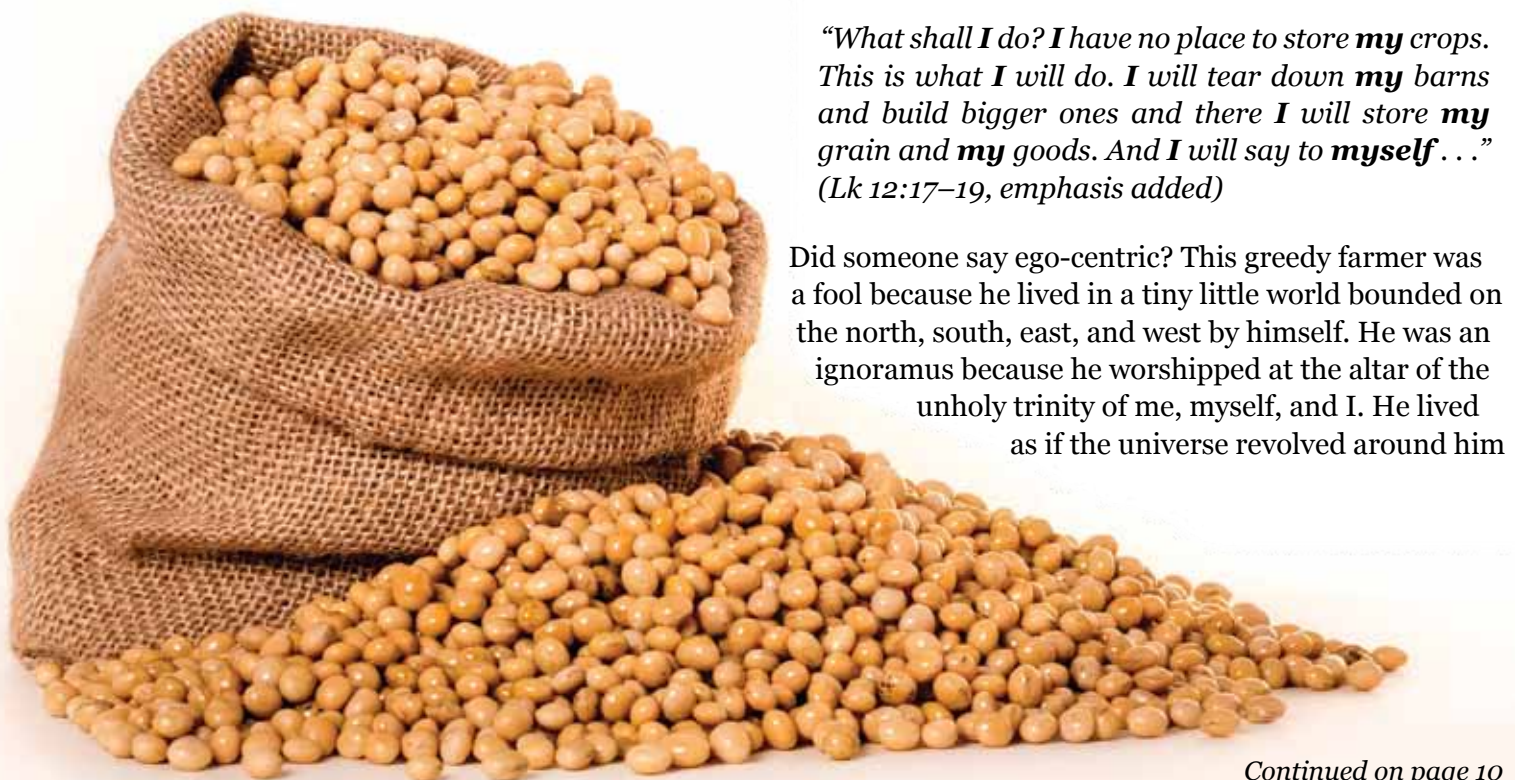 “What shall I do? I have no place to store my crops.
This is what I will do. I will tear down my barns
and build bigger ones and there I will store my
grain and my goods. And I will say to myself . . .”
(Lk 12:17–19, emphasis added)
Did someone say ego-centric? This greedy farmer was
a fool because he lived in a tiny little world bounded on
the north, south, east, and west by himself. He was an
ignoramus because he worshipped at the altar of the
unholy trinity of me, myself, and I. He lived
as if the universe revolved around him
Continued on page 10